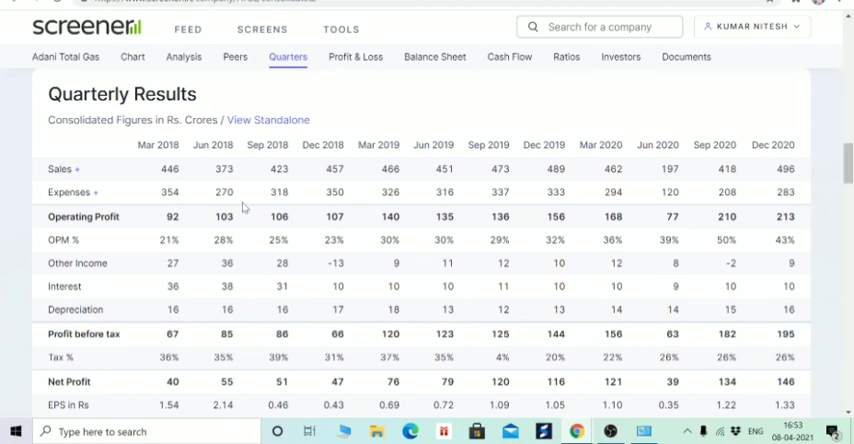 screener
FEED SCREENS TOOLS
Search for a company
KUMAR NITESH
Adani Total Gas Chart Analysis Peers Quarters Profit & Loss Balance Sheet Cash Flow Ratios Investors Documents
Quarterly Results
Consolidated Figures in Rs. Crores / View Standalone
Mar 2018 Jun 2018 Sep 2018 Dec 2018 Mar 2019 Jun 2019 Sep 2019 Dec 2019 Mar 2020 Jun 2020 Sep 2020 Dec 2020
Sales + 446 373 423 457 466 451 473 489 462 197 418 496
Expenses + 354 270 318 350 326 316 337 333 294 120 208 283
Operating Profit 92 103 106 107 140 135 136 156 168 77 210 213
OPM % 21% 28% 25% 23% 30% 30% 29% 32% 36% 39% 50% 43%
Other Income 27 36 28 -13 9 11 12 10 12 8 -2 9
Interest 36 38 31 10 10 10 11 10 10 9 10 10
Depreciation 16 16 16 17 18 13 12 13 14 14 15 16
Profit before tax 67 85 86 66 120 123 125 144 156 63 182 195
Tax % 36% 35% 39% 31% 37% 35% 4% 20% 22% 26% 26% 26%
Net Profit 40 55 51 47 76 79 120 116 121 39 134 146
EPS in Rs 1.54 2.14 0.46 0.43 0.69 0.72 1.09 1.05 1.10 0.35 1.22 1.33
Type here to search
ENG
16:53
08-04-2021
2